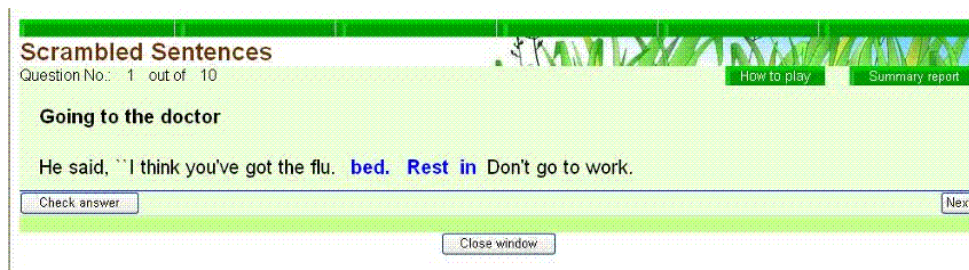 Scrambled Sentences
Question No.: 1 out of 10
How to play
Summary report
Going to the doctor
He said, ``I think you've got the flu. bed. Rest in Don't go to work.
Check answer
Next
Close window